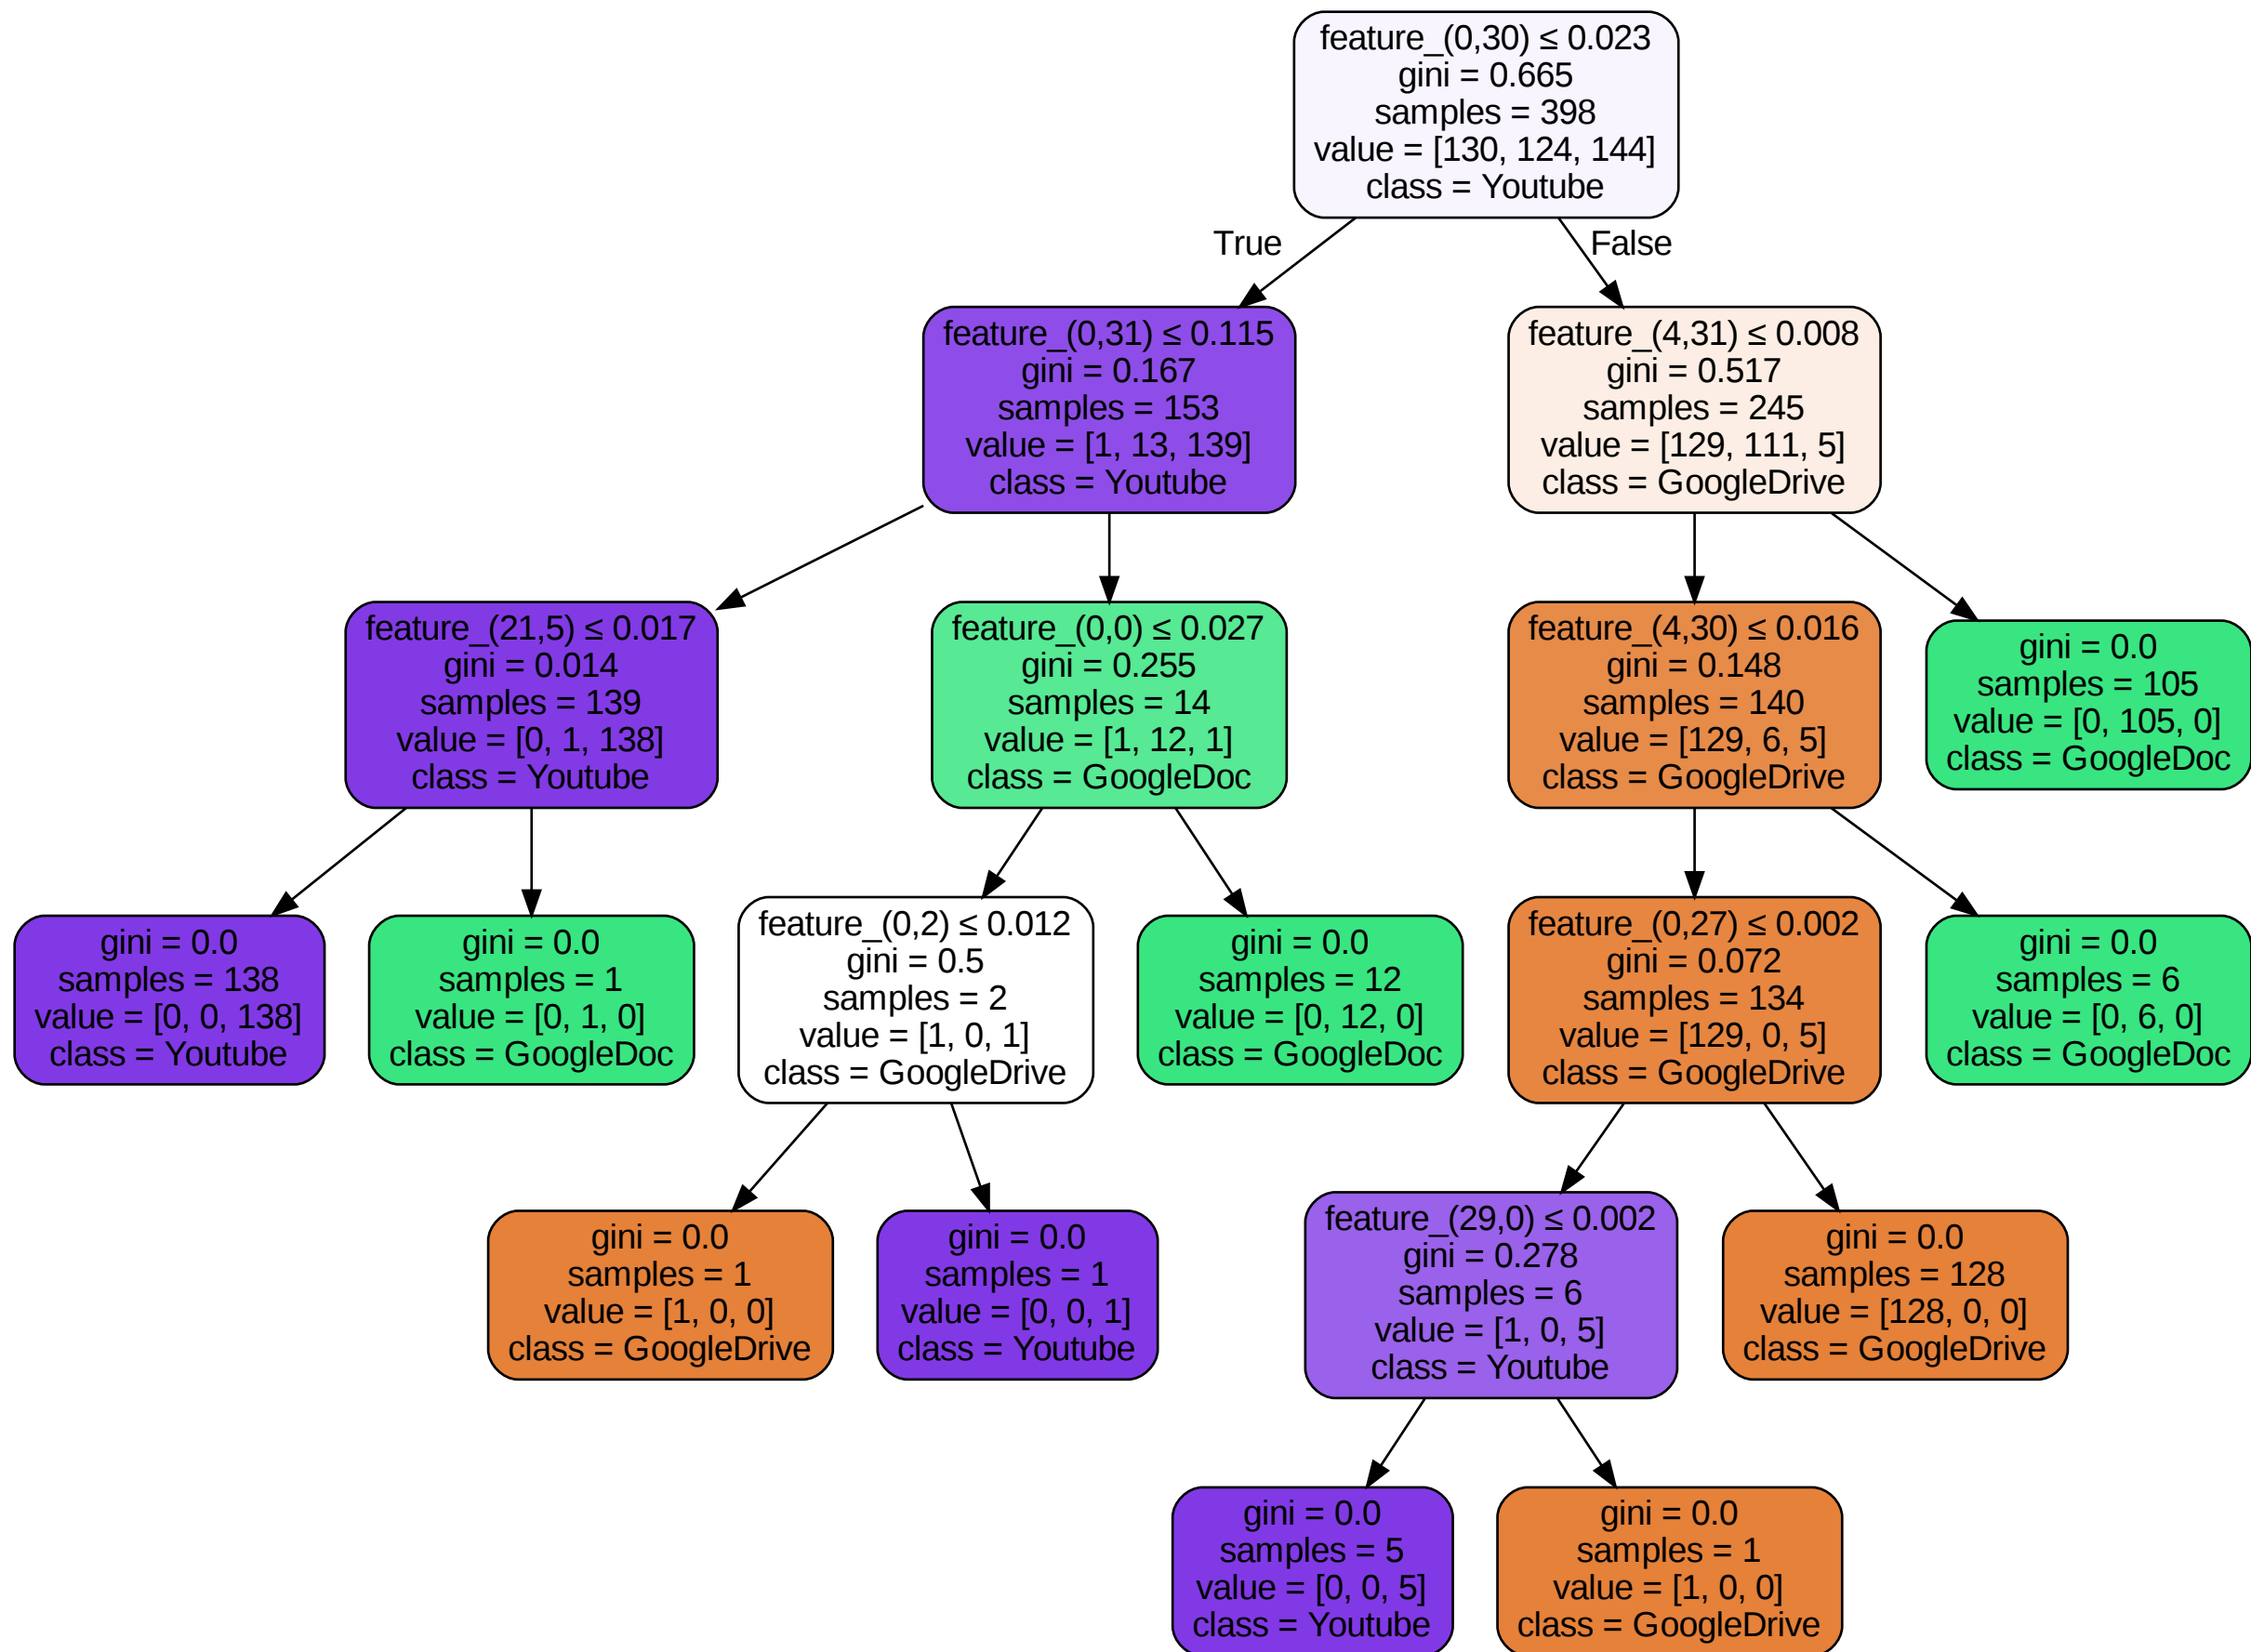 feature_(0,30) ≤ 0.023
gini = 0.665
samples = 398
value = [130, 124, 144]
class = Youtube
True
False
feature_(0,31) ≤ 0.115
gini = 0.167
samples = 153
value = [1, 13, 139]
class = Youtube
feature_(4,31) ≤ 0.008
gini = 0.517
samples = 245
value = [129, 111, 5]
class = GoogleDrive
feature_(21,5) ≤ 0.017
gini = 0.014
samples = 139
value = [0, 1, 138]
class = Youtube
feature_(0,0) ≤ 0.027
gini = 0.255
samples = 14
value = [1, 12, 1]
class = GoogleDoc
feature_(4,30) ≤ 0.016
gini = 0.148
samples = 140
value = [129, 6, 5]
class = GoogleDrive
gini = 0.0
samples = 105
value = [0, 105, 0]
class = GoogleDoc
gini = 0.0
samples = 138
value = [0, 0, 138]
class = Youtube
gini = 0.0
samples = 1
value = [0, 1, 0]
class = GoogleDoc
feature_(0,2) ≤ 0.012
gini = 0.5
samples = 2
value = [1, 0, 1]
class = GoogleDrive
gini = 0.0
samples = 12
value = [0, 12, 0]
class = GoogleDoc
feature_(0,27) ≤ 0.002
gini = 0.072
samples = 134
value = [129, 0, 5]
class = GoogleDrive
gini = 0.0
samples = 6
value = [0, 6, 0]
class = GoogleDoc
gini = 0.0
samples = 1
value = [1, 0, 0]
class = GoogleDrive
gini = 0.0
samples = 1
value = [0, 0, 1]
class = Youtube
feature_(29,0) ≤ 0.002
gini = 0.278
samples = 6
value = [1, 0, 5]
class = Youtube
gini = 0.0
samples = 128
value = [128, 0, 0]
class = GoogleDrive
gini = 0.0
samples = 5
value = [0, 0, 5]
class = Youtube
gini = 0.0
samples = 1
value = [1, 0, 0]
class = GoogleDrive